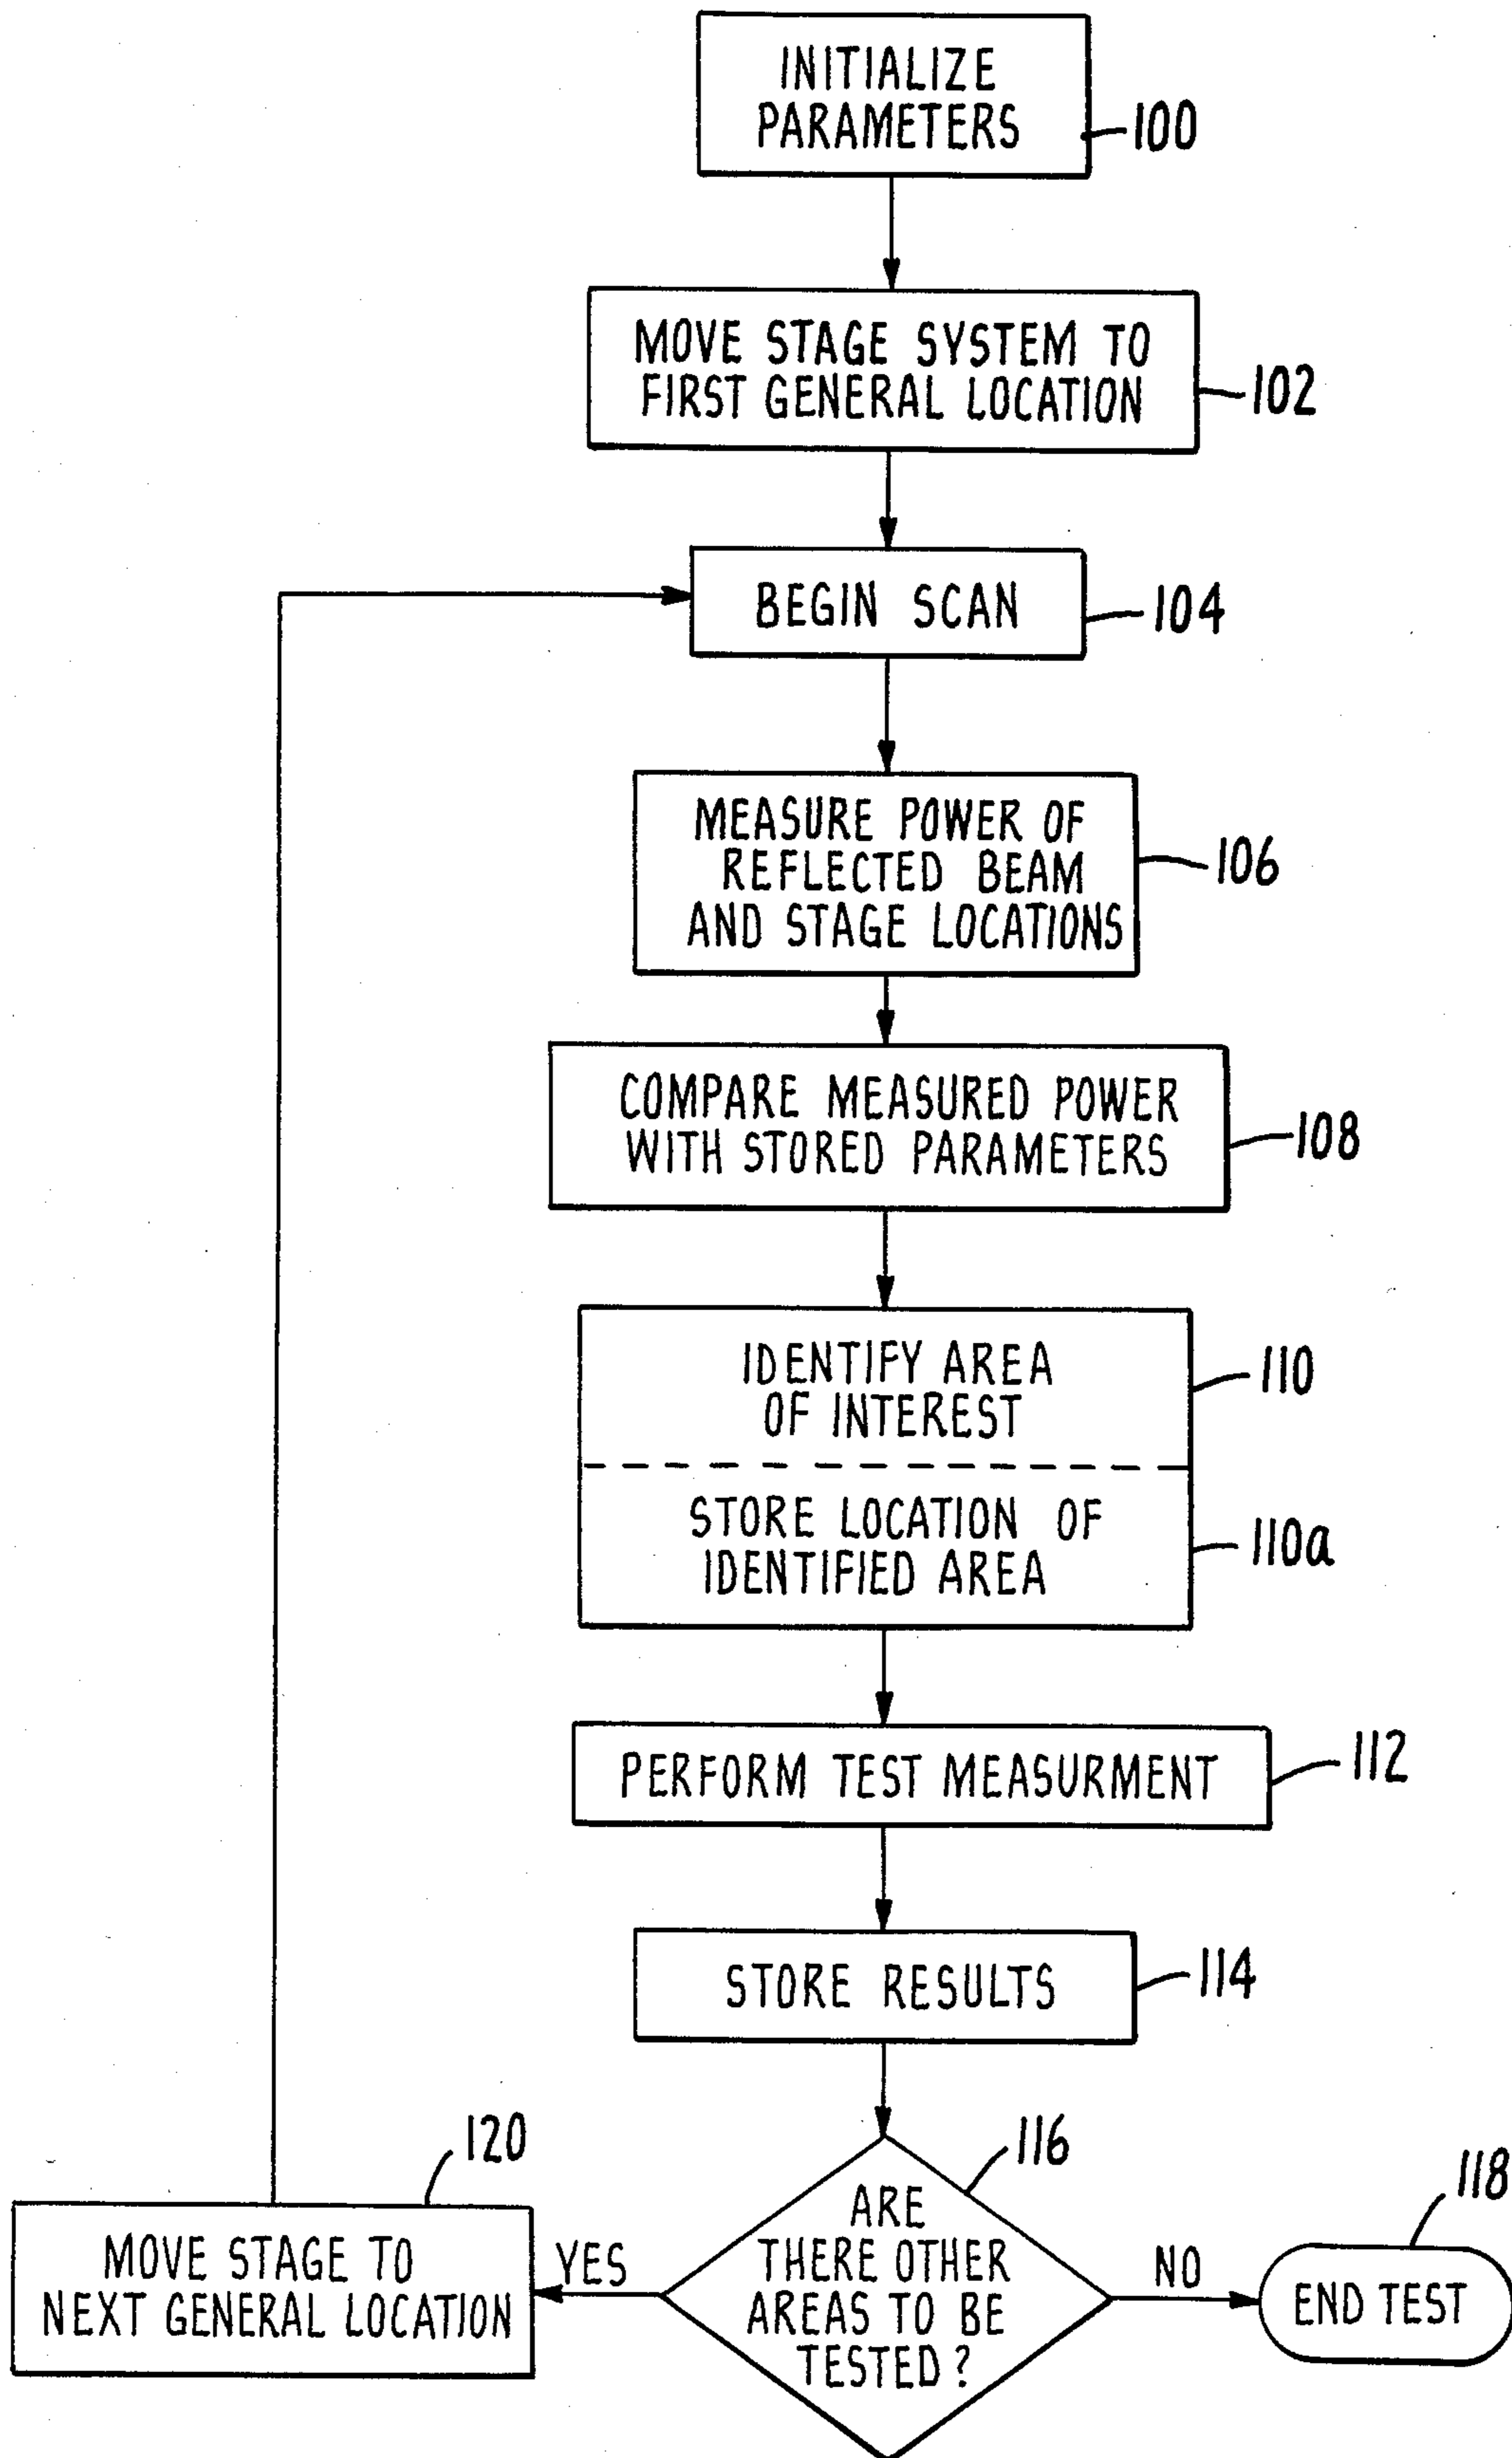 INITIALIZE
PARAMETERS
100
MOVE STAGE SYSTEM TO
FIRST GENERAL LOCATION
102
BEGIN SCAN
104
MEASURE POWER OF
REFLECTED BEAM
AND STAGE LOCATIONS
106
COMPARE MEASURED POWER
WITH STORED PARAMETERS
108
IDENTIFY AREA
OF INTEREST
110
STORE LOCATION OF
IDENTIFIED AREA
110a
PERFORM TEST MEASURMENT
112
STORE RESULTS
114
ARE
THERE OTHER
AREAS TO BE
TESTED?
116
YES
MOVE STAGE TO
NEXT GENERAL LOCATION
120
NO
END TEST
118